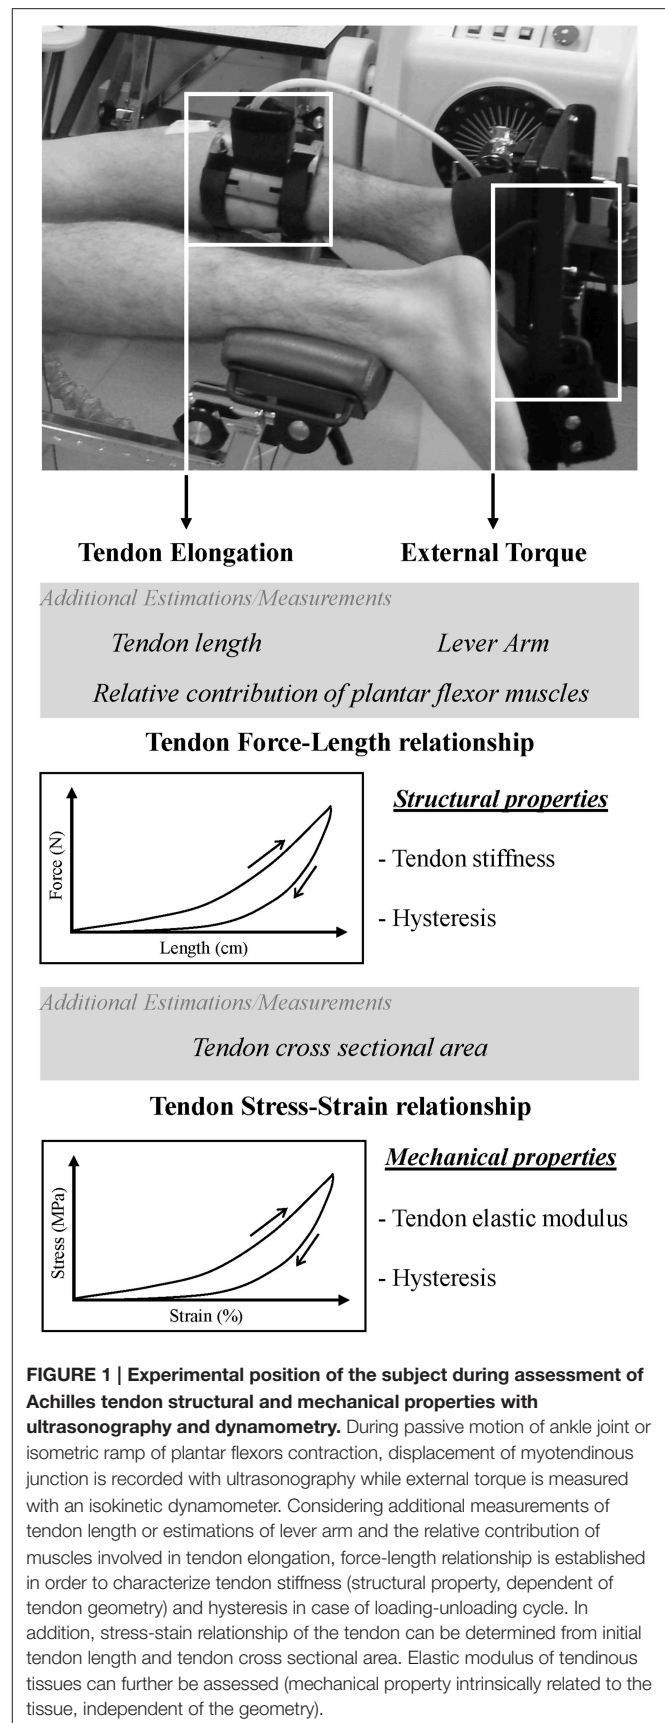 Tendon Elongation
External Torque
Additional Estimations/Measurements
Tendon length
Lever Arm
Relative contribution of plantar flexor muscles
Tendon Force-Length relationship
Force (N)
Length (cm)
Structural properties
- Tendon stiffness
- Hysteresis
Additional Estimations/Measurements
Tendon cross sectional area
Tendon Stress-Strain relationship
Stress (MPa)
Strain (%)
Mechanical properties
- Tendon elastic modulus
- Hysteresis
FIGURE 1 | Experimental position of the subject during assessment of
Achilles tendon structural and mechanical properties with
ultrasonography and dynamometry. During passive motion of ankle joint or
isometric ramp of plantar flexors contraction, displacement of myotendinous
junction is recorded with ultrasonography while external torque is measured
with an isokinetic dynamometer. Considering additional measurements of
tendon length or estimations of lever arm and the relative contribution of
muscles involved in tendon elongation, force-length relationship is established
in order to characterize tendon stiffness (structural property, dependent of
tendon geometry) and hysteresis in case of loading-unloading cycle. In
addition, stress-stain relationship of the tendon can be determined from initial
tendon length and tendon cross sectional area. Elastic modulus of tendinous
tissues can further be assessed (mechanical property intrinsically related to the
tissue, independent of the geometry).